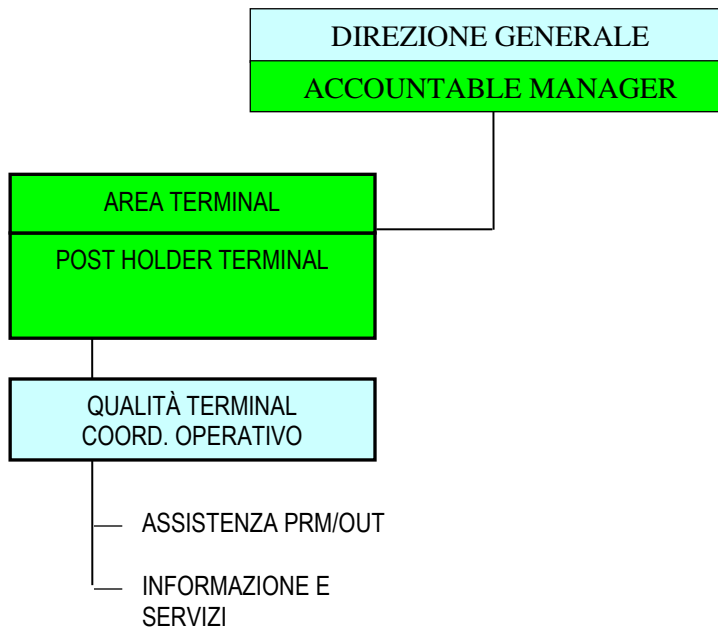 DIREZIONE GENERALE
ACCOUNTABLE MANAGER
AREA TERMINAL
POST HOLDER TERMINAL
QUALITÀ TERMINAL
COORD. OPERATIVO
ASSISTENZA PRM/OUT
INFORMAZIONE E
SERVIZI